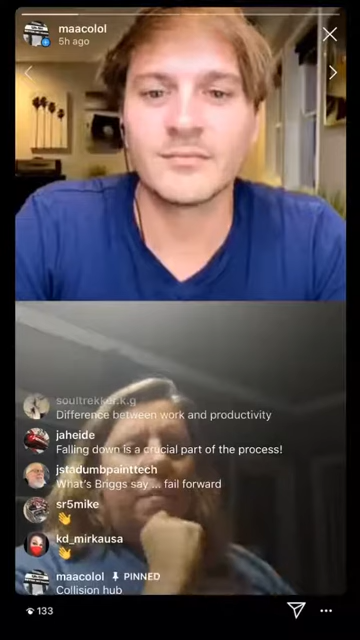 maacolol
5h ago
soultrekker.k.g
Difference between work and productivity
jaheide
Falling down is a crucial part of the process!
jstadumbpainttech
What's Briggs say ... fail forward
sr5mike
👋
kd_mirkausa
👋
maacolol PINNED
Collision hub
133